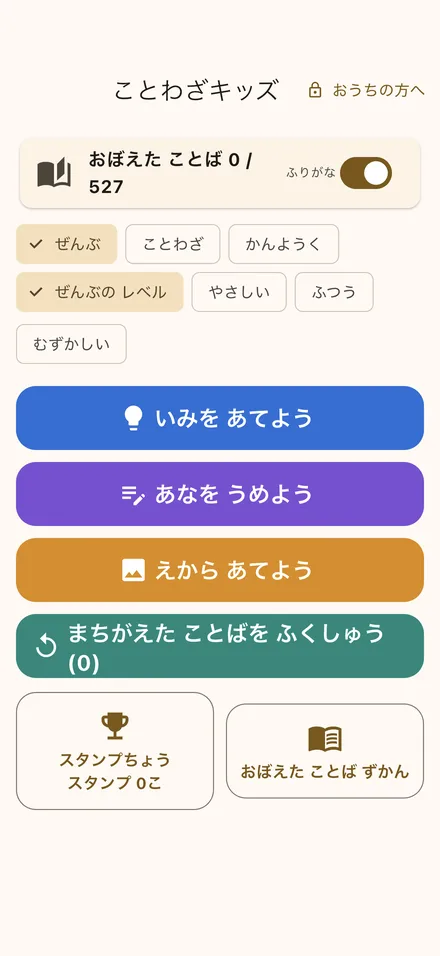 ことわざキッズ
おうちの方へ
おぼえた ことば 0 /
527
ふりがな
ぜんぶ
ことわざ
かんようく
ぜんぶの レベル
やさしい
ふつう
むずかしい
いみを あてよう
あなを うめよう
えから あてよう
まちがえた ことばを ふくしゅう
(0)
スタンプちょう
スタンプ 0こ
おぼえた ことば ずかん